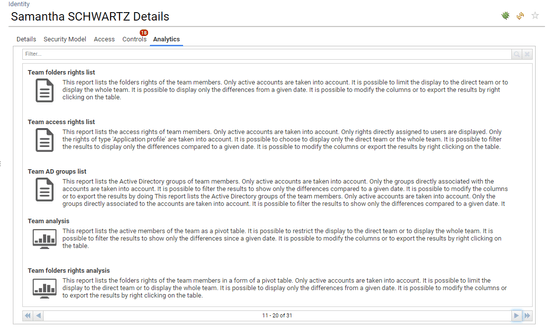 Identity
Samantha SCHWARTZ Details
Details Security Model Access Controls 18 Analytics
Filter...
Team folders rights list
This report lists the folders rights of the team members. Only active accounts are taken into account. It is possible to limit the display to the direct team or to
display the whole team. It is possible to display only the differences from a given date. It is possible to modify the columns or to export the results by right
clicking on the table.
Team access rights list
This report lists the access rights of team members. Only active accounts are taken into account. Only rights directly assigned to users are displayed. Only
the rights of type 'Application profile' are taken into account. It is possible to choose to display only the direct team or the whole team. It is possible to filter
the results to display only the differences compared to a given date. It is possible to modify the columns or to export the results by right clicking on the table.
Team AD groups list
This report lists the Active Directory groups of team members. Only active accounts are taken into account. Only the groups directly associated with the
accounts are taken into account. It is possible to filter the results to show only the differences compared to a given date. It is possible to modify the columns
or to export the results by doing This report lists the Active Directory groups of team members. Only active accounts are taken into account. Only the
groups directly associated to the accounts are taken into account. It is possible to filter the results to show only the differences compared to a given date. It
Team analysis
This report lists the active members of the team as a pivot table. It is possible to restrict the display to the direct team or to display the whole team. It is
possible to filter the results to show only the differences since a given date. It is possible to modify the columns or to export the results by right clicking on
the table.
Team folders rights analysis
This report lists the folders rights of the team members in a form of a pivot table. Only active accounts are taken into account. It is possible to limit the
display to the direct team or to display the whole team. It is possible to display only the differences from a given date. It is possible to modify the columns or
to export the results by right clicking on the table.
11 - 20 of 31